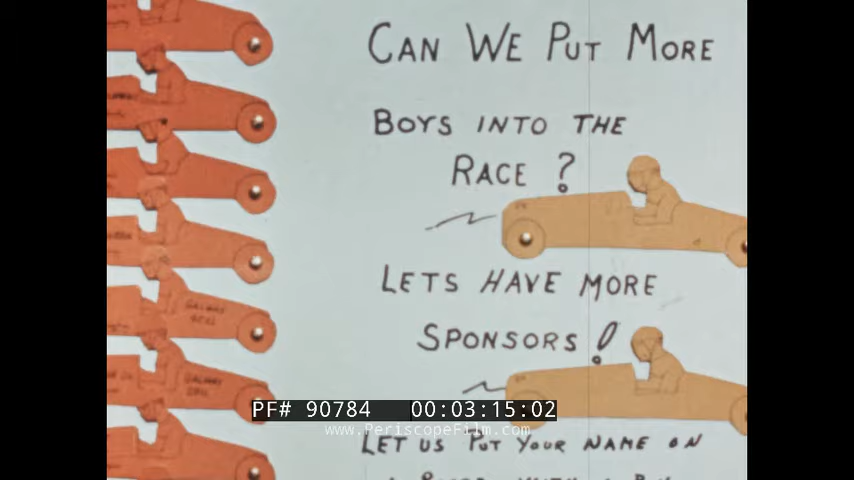 CAN WE PUT MORE
BOYS INTO THE
RACE ?
LETS HAVE MORE
SPONSORS !
PF# 90784 00:03:15:02
www.PeriscopeFilm.com
LET US PUT YOUR NAME ON